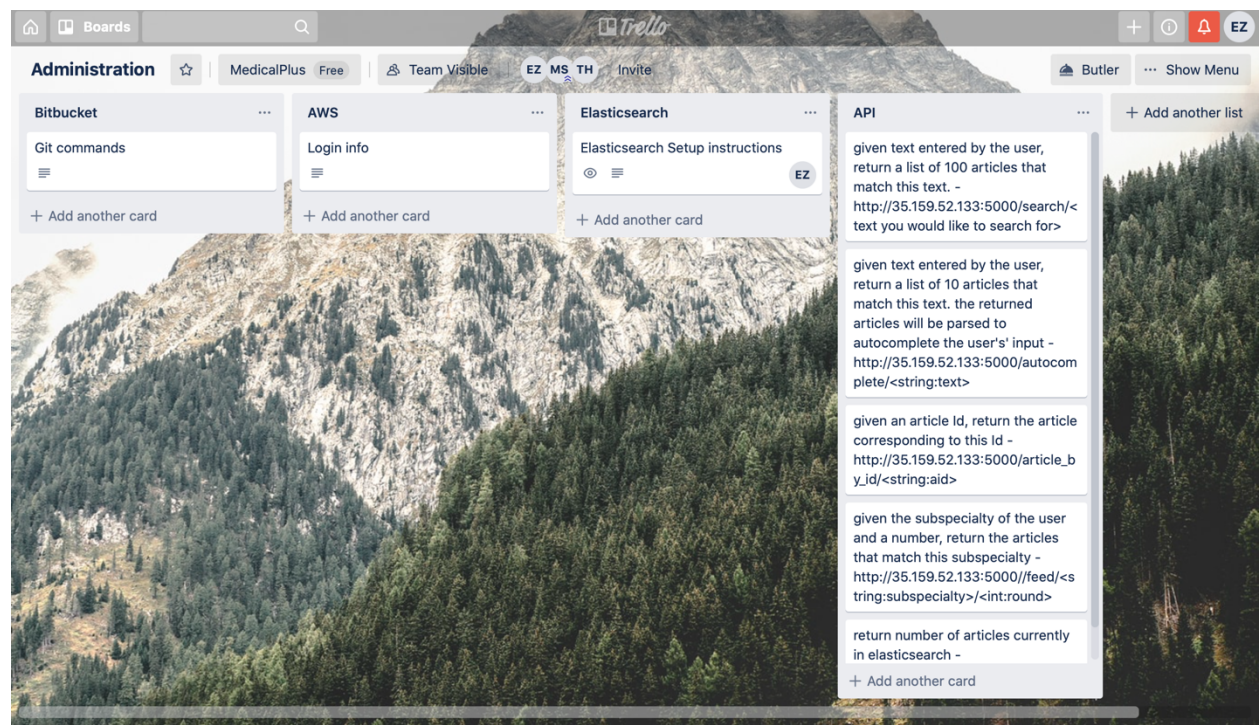 Boards
Trello
EZ
Administration
MedicalPlus Free
Team Visible
EZ MS TH
Invite
Butler
Show Menu
Bitbucket
Git commands
+ Add another card
AWS
Login info
+ Add another card
Elasticsearch
Elasticsearch Setup instructions
EZ
+ Add another card
API
given text entered by the user,
return a list of 100 articles that
match this text. -
http://35.159.52.133:5000/search/<
text you would like to search for>
given text entered by the user,
return a list of 10 articles that
match this text. the returned
articles will be parsed to
autocomplete the user's' input -
http://35.159.52.133:5000/autocom
plete/<string:text>
given an article Id, return the article
corresponding to this Id -
http://35.159.52.133:5000/article_b
y_id/<string:aid>
given the subspecialty of the user
and a number, return the articles
that match this subspecialty -
http://35.159.52.133:5000//feed/<s
tring:subspecialty>/<int:round>
return number of articles currently
in elasticsearch -
+ Add another card
+ Add another list